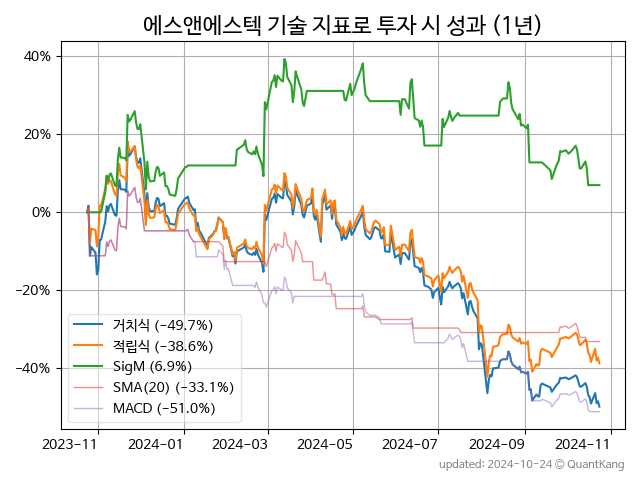 에스앤에스텍 기술 지표로 투자 시 성과 (1년)
40%
20%
0%
−20%
−40%
거치식 (−49.7%)
적립식 (−38.6%)
SigM (6.9%)
SMA(20) (−33.1%)
MACD (−51.0%)
2023−11 2024−01 2024−03 2024−05 2024−07 2024−09 2024−11
updated: 2024−10−24 © QuantKang